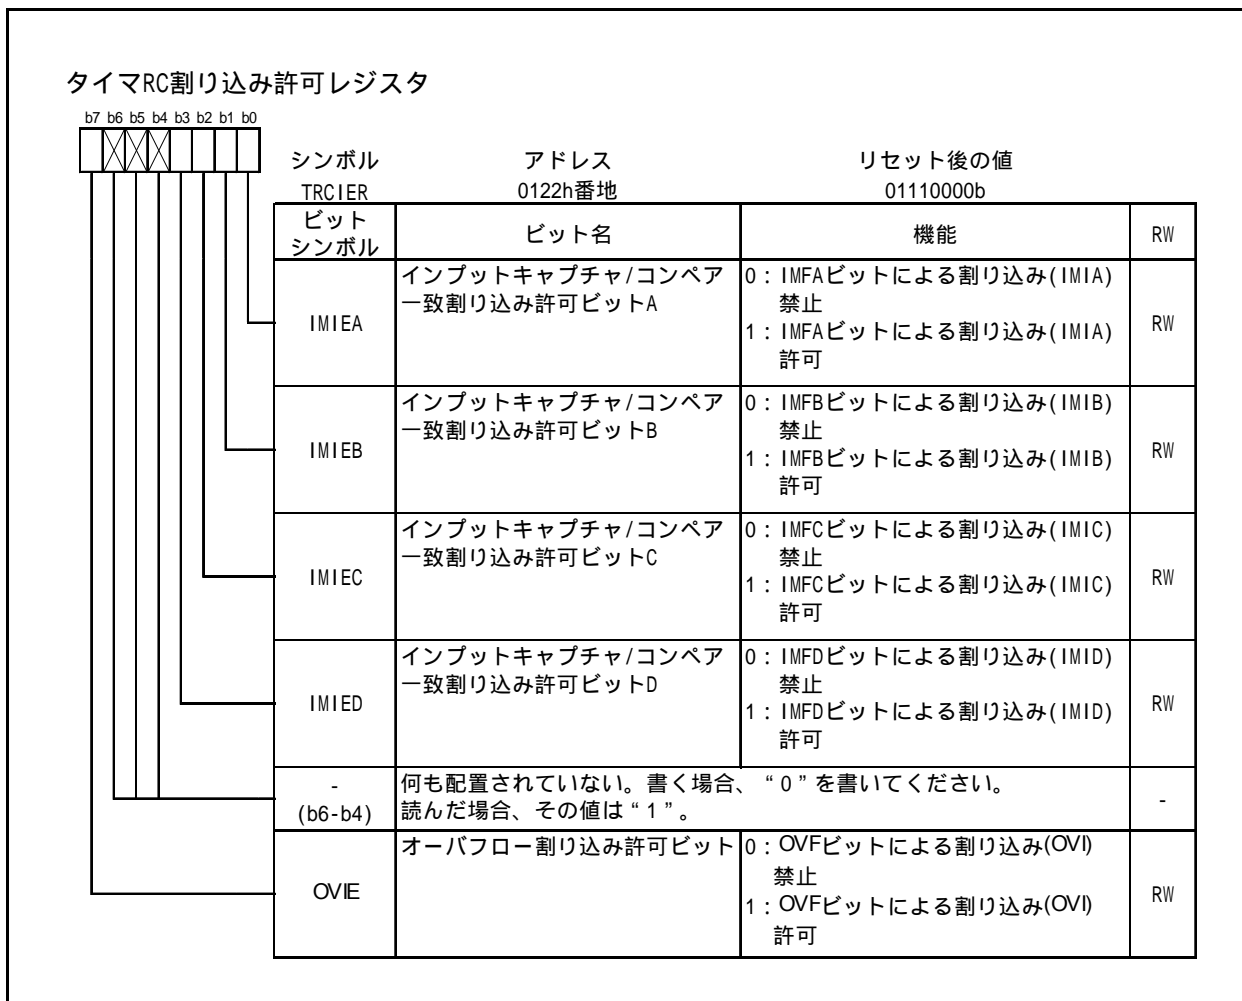 タイマRC割り込み許可レジスタ
b7 b6 b5 b4 b3 b2 b1 b0
シンボル アドレス リセット後の値
TRCIER 0122h番地 01110000b
ビット
シンボル
ビット名 機能 RW
IMIEA
インプットキャプチャ/コンペア
一致割り込み許可ビットA
0：IMFAビットによる割り込み(IMIA)
禁止
1：IMFAビットによる割り込み(IMIA)
許可
RW
IMIEB
インプットキャプチャ/コンペア
一致割り込み許可ビットB
0：IMFBビットによる割り込み(IMIB)
禁止
1：IMFBビットによる割り込み(IMIB)
許可
RW
IMIEC
インプットキャプチャ/コンペア
一致割り込み許可ビットC
0：IMFCビットによる割り込み(IMIC)
禁止
1：IMFCビットによる割り込み(IMIC)
許可
RW
IMIED
インプットキャプチャ/コンペア
一致割り込み許可ビットD
0：IMFDビットによる割り込み(IMID)
禁止
1：IMFDビットによる割り込み(IMID)
許可
RW
-
(b6-b4)
何も配置されていない。書く場合、“0”を書いてください。
読んだ場合、その値は“1”。
-
OVIE
オーバフロー割り込み許可ビット
0：OVFビットによる割り込み(OVI)
禁止
1：OVFビットによる割り込み(OVI)
許可
RW